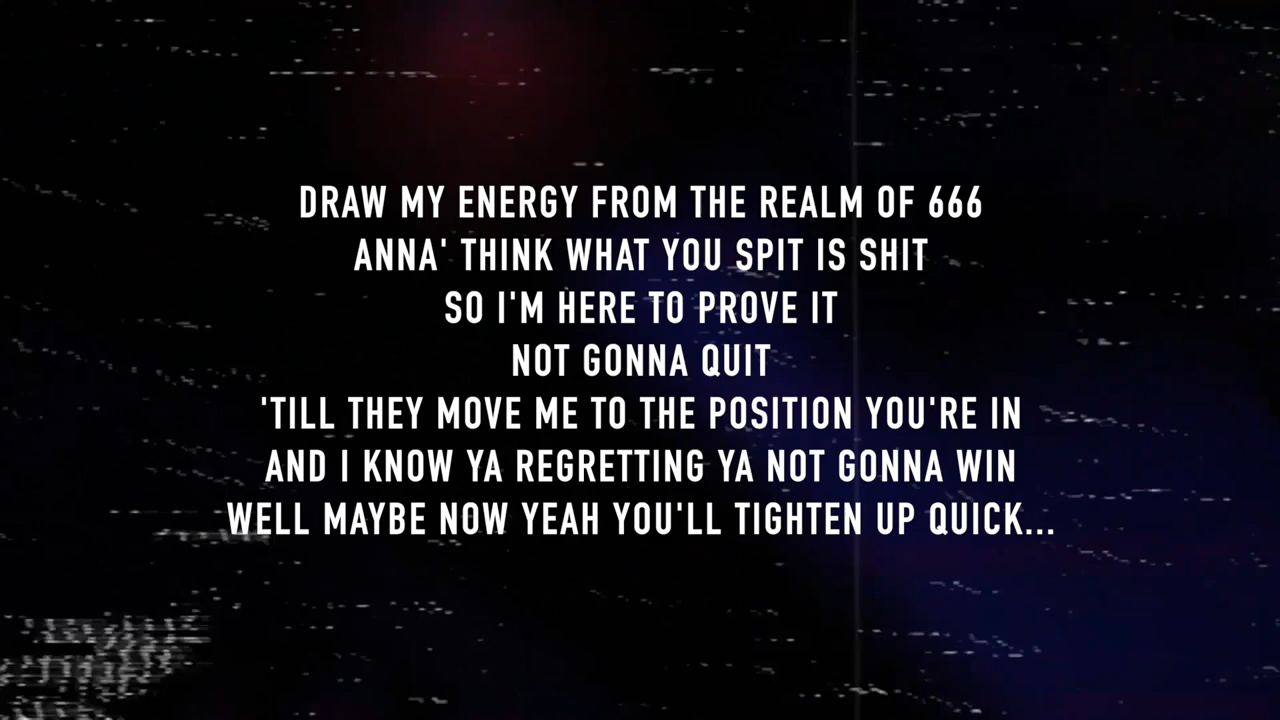 DRAW MY ENERGY FROM THE REALM OF 666
ANNA' THINK WHAT YOU SPIT IS SHIT
SO I'M HERE TO PROVE IT
NOT GONNA QUIT
'TILL THEY MOVE ME TO THE POSITION YOU'RE IN
AND I KNOW YA REGRETTING YA NOT GONNA WIN
WELL MAYBE NOW YEAH YOU'LL TIGHTEN UP QUICK...